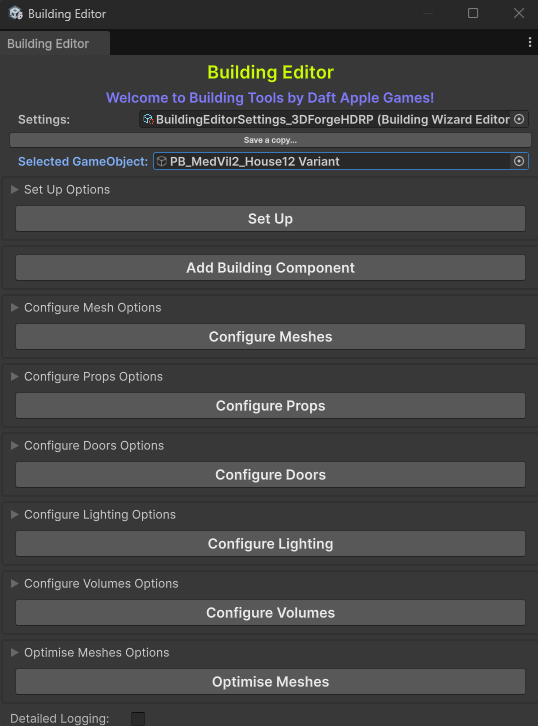 Building Editor
Building Editor
Building Editor
Welcome to Building Tools by Daft Apple Games!
Settings: BuildingEditorSettings_3DForgeHDRP (Building Wizard Editor
Save a copy...
Selected GameObject: PB_MedVil2_House12 Variant
Set Up Options
Set Up
Add Building Component
Configure Mesh Options
Configure Meshes
Configure Props Options
Configure Props
Configure Doors Options
Configure Doors
Configure Lighting Options
Configure Lighting
Configure Volumes Options
Configure Volumes
Optimise Meshes Options
Optimise Meshes
Detailed Logging: